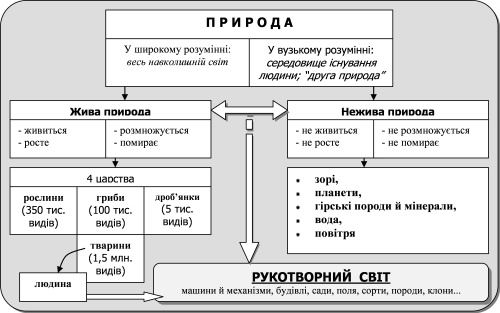 ПРИРОДА
У широкому розумінні:
весь навколишній світ
У вузькому розумінні:
середовище існування
людини; "друга природа"
Жива природа
- живиться
- росте
- розмножується
- помирає
Нежива природа
- не живиться
- не росте
- не розмножується
- не помирає
4 царства
рослини
(350 тис.
видів)
гриби
(100 тис.
видів)
дроб'янки
(5 тис.
видів)
тварини
(1,5 млн.
видів)
людина
• зорі,
• планети,
• гірські породи й мінерали,
• вода,
• повітря
РУКОТВОРНИЙ СВІТ
машини й механізми, будівлі, сади, поля, сорти, породи, клони...